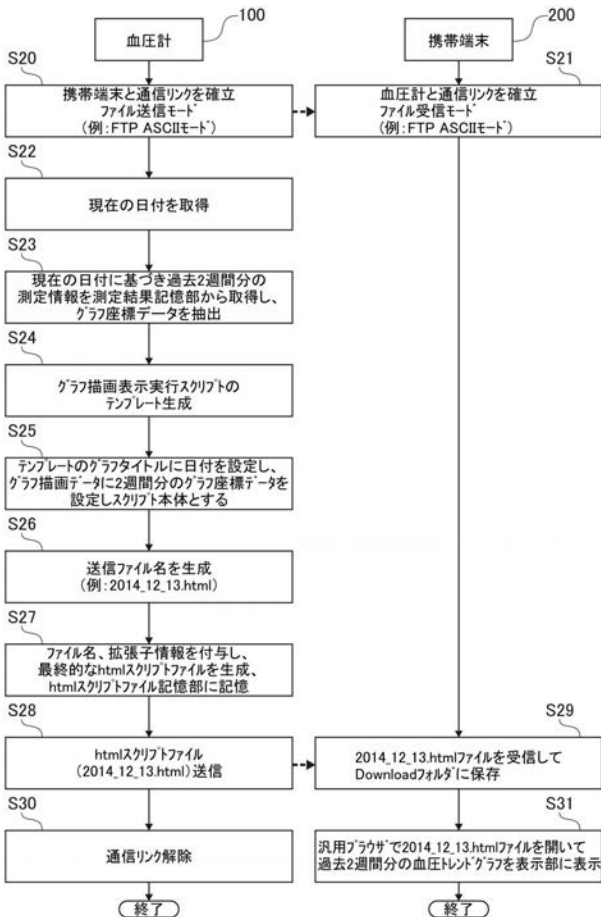 100
200
血圧計
携帯端末
S20
S21
携帯端末と通信リンクを確立
ファイル送信モード
(例:FTP ASCIIモード)
血圧計と通信リンクを確立
ファイル受信モード
(例:FTP ASCIIモード)
S22
現在の日付を取得
S23
現在の日付に基づき過去2週間分の
測定情報を測定結果記憶部から取得し、
グラフ座標データを抽出
S24
グラフ描画表示実行スクリプトの
テンプレート生成
S25
テンプレートのグラフタイトルに日付を設定し、
グラフ描画データに2週間分のグラフ座標データを
設定しスクリプト本体とする
S26
送信ファイル名を生成
(例:2014_12_13.html)
S27
ファイル名、拡張子情報を付与し、
最終的なhtmlスクリプトファイルを生成、
htmlスクリプトファイル記憶部に記憶
S28
S29
htmlスクリプトファイル
(2014_12_13.html)送信
2014_12_13.htmlファイルを受信して
Downloadフォルダに保存
S30
S31
通信リンク解除
汎用ブラウザで2014_12_13.htmlファイルを開いて
過去2週間分の血圧トレンドグラフを表示部に表示
終了
終了